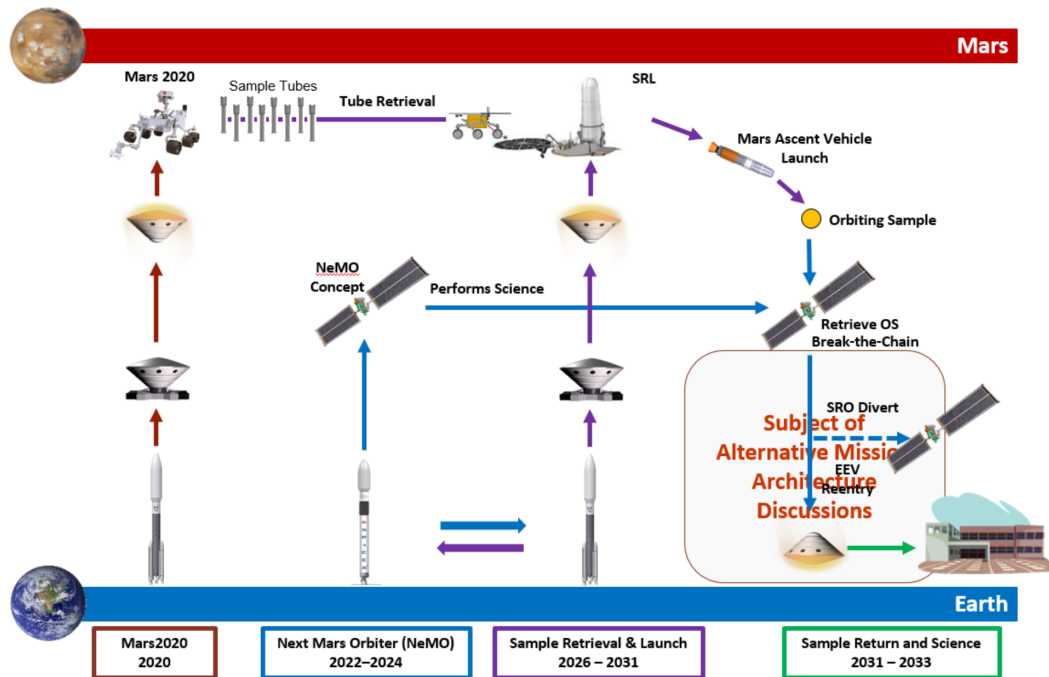 Mars
Mars 2020
Sample Tubes
Tube Retrieval
SRL
Mars Ascent Vehicle
Launch
Orbiting Sample
NeMO
Concept
Performs Science
Retrieve OS
Break-the-Chain
SRO Divert
Subject of
Alternative Mission
Architecture
Discussions
EEV
Reentry
Earth
Mars2020
2020
Next Mars Orbiter (NeMO)
2022–2024
Sample Retrieval & Launch
2026 – 2031
Sample Return and Science
2031 – 2033